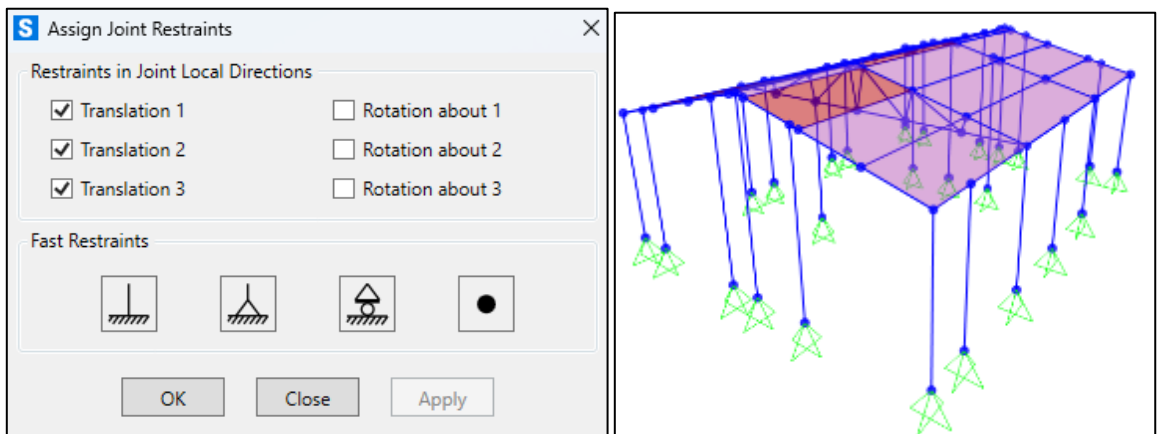 S Assign Joint Restraints
Restraints in Joint Local Directions
Translation 1
Rotation about 1
Translation 2
Rotation about 2
Translation 3
Rotation about 3
Fast Restraints
OK
Close
Apply